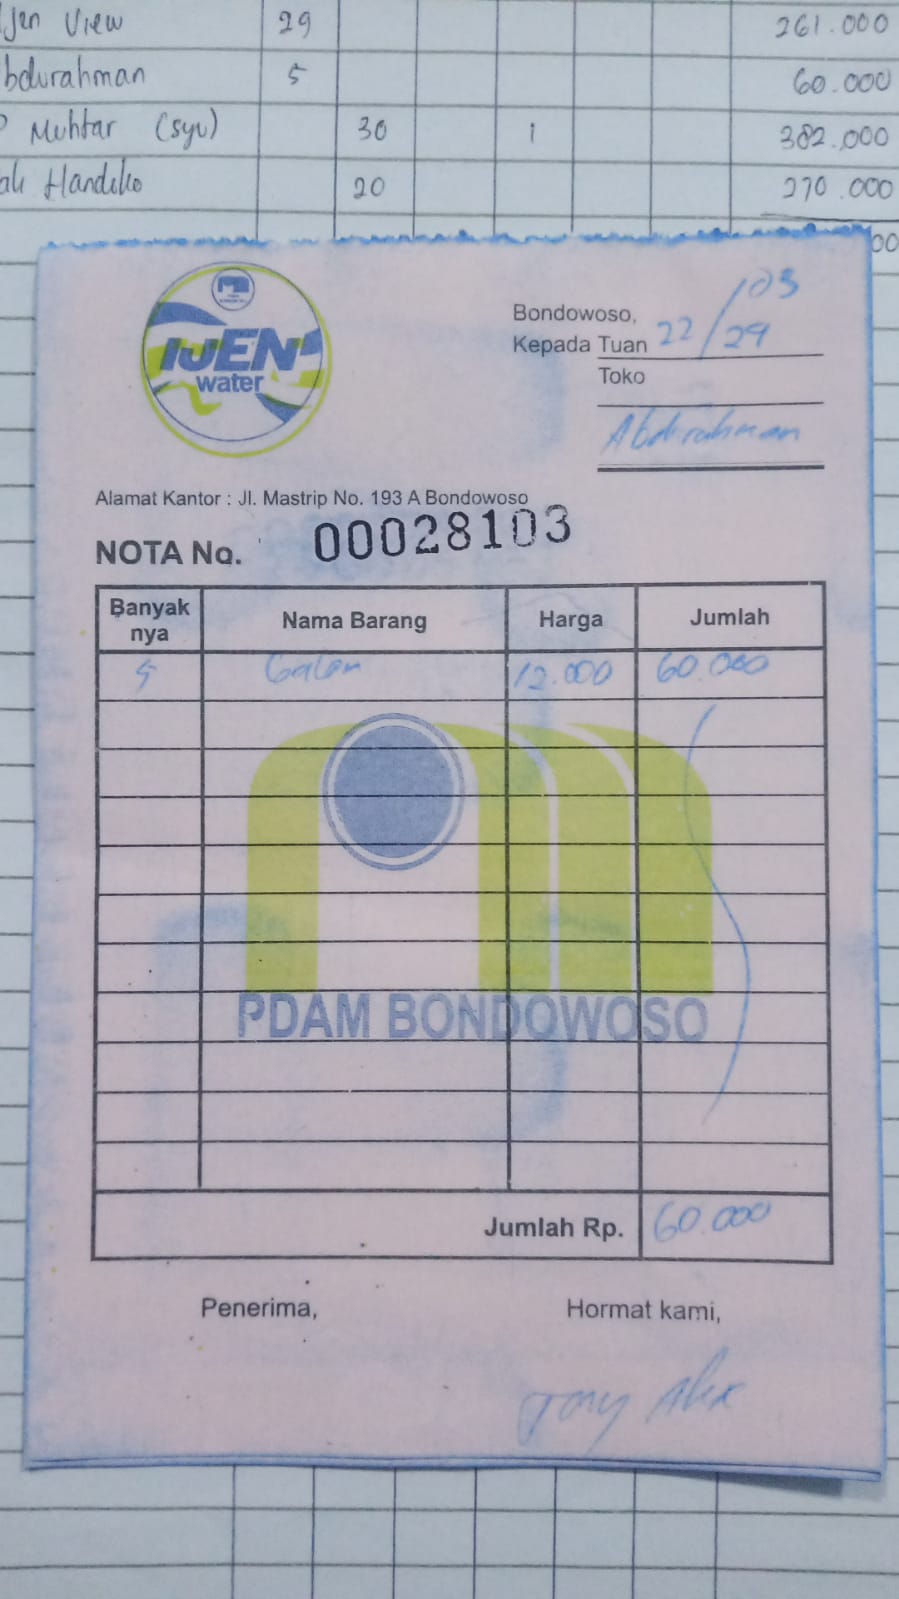 Ijen View 29 261.000
bdurahman 5 60.000
P Muhtar (syu) 30 1 382.000
ak Handiko 20 270.000
00
IJEN
water
Bondowoso, 22/03/24
Kepada Tuan
Toko
Abdurahman
Alamat Kantor : Jl. Mastrip No. 193 A Bondowoso
NOTA No. 00028103
Banyak nya Nama Barang Harga Jumlah
5 Galon 12.000 60.000
PDAM BONDOWOSO
Jumlah Rp. 60.000
Penerima, Hormat kami,
Tony Alex